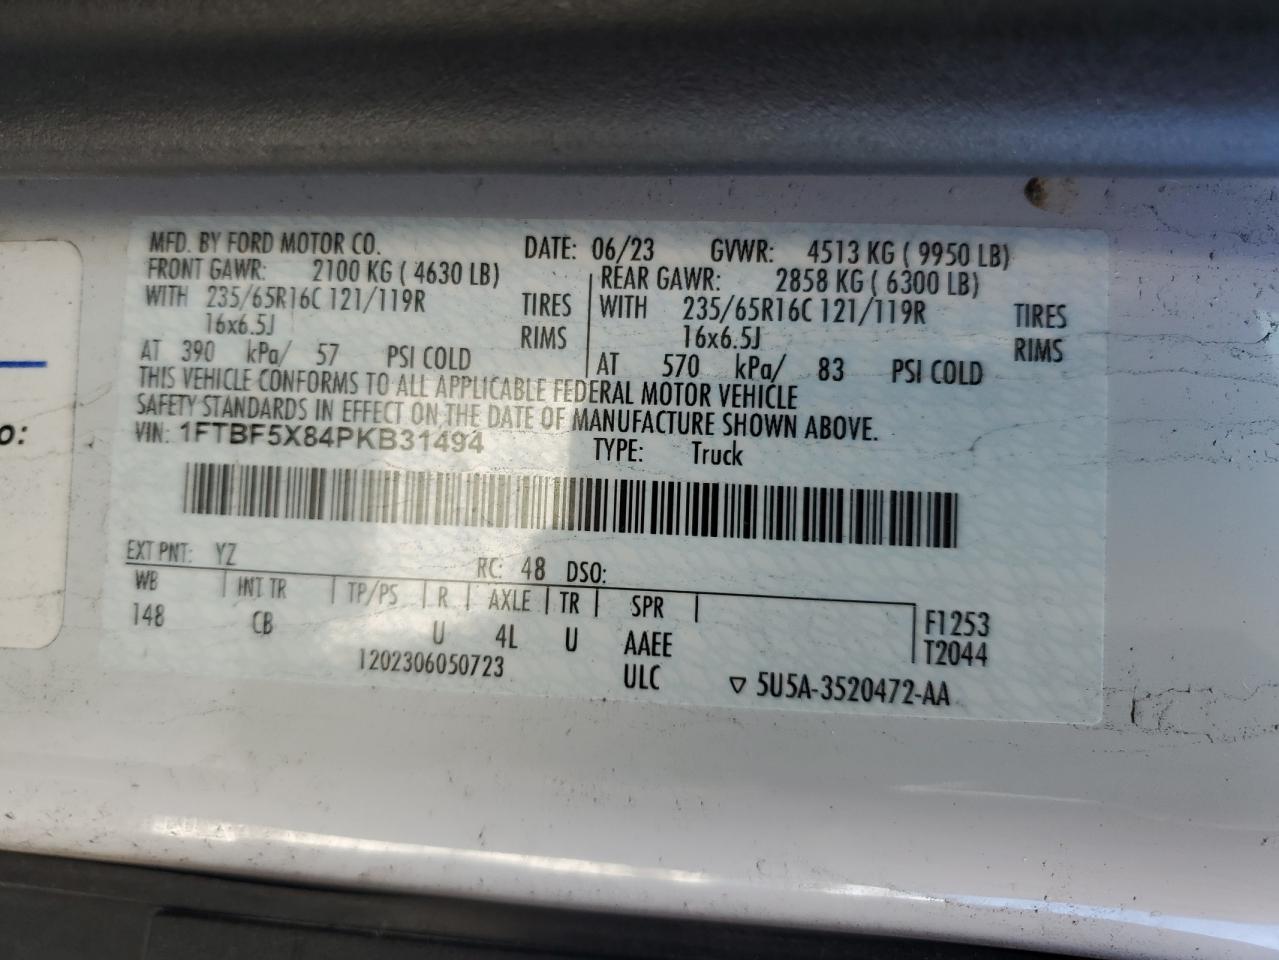 MFD. BY FORD MOTOR CO. DATE: 06/23 GVWR: 4513 KG ( 9950 LB)
FRONT GAWR: 2100 KG ( 4630 LB) REAR GAWR: 2858 KG ( 6300 LB)
WITH 235/65R16C 121/119R TIRES WITH 235/65R16C 121/119R TIRES
16x6.5J RIMS 16x6.5J RIMS
AT 390 kPa/ 57 PSI COLD AT 570 kPa/ 83 PSI COLD
THIS VEHICLE CONFORMS TO ALL APPLICABLE FEDERAL MOTOR VEHICLE
SAFETY STANDARDS IN EFFECT ON THE DATE OF MANUFACTURE SHOWN ABOVE.
VIN: 1FTBF5X84PKB31494 TYPE: Truck
EXT PNT: YZ RC: 48 DSO:
WB INT TR TP/PS R AXLE TR SPR F1253
148 CB U 4L U AAEE T2044
1202306050723 ULC ▽ 5U5A-3520472-AA
o: